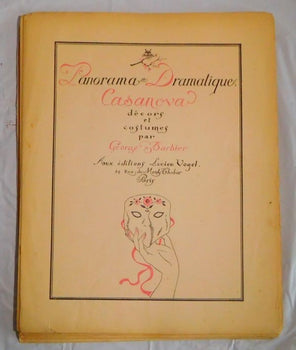 Panorama Dramatique
Casanova
décors
et
costumes
par
George Barbier
Aux éditions Lucien Vogel.
Paris